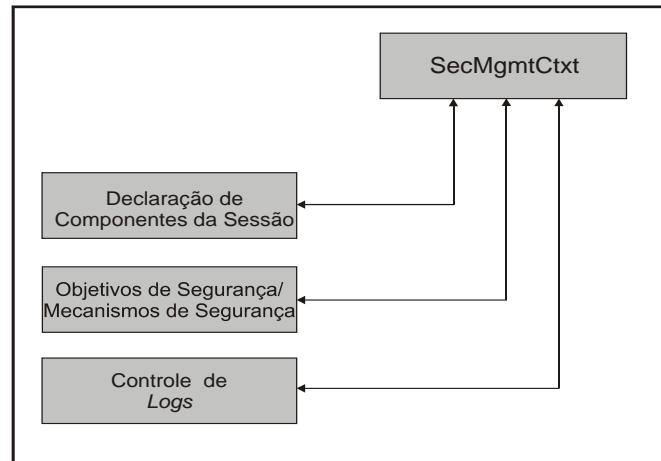 SecMgmtCtxt
Declaração de
Componentes da Sessão
Objetivos de Segurança/
Mecanismos de Segurança
Controle de
Logs